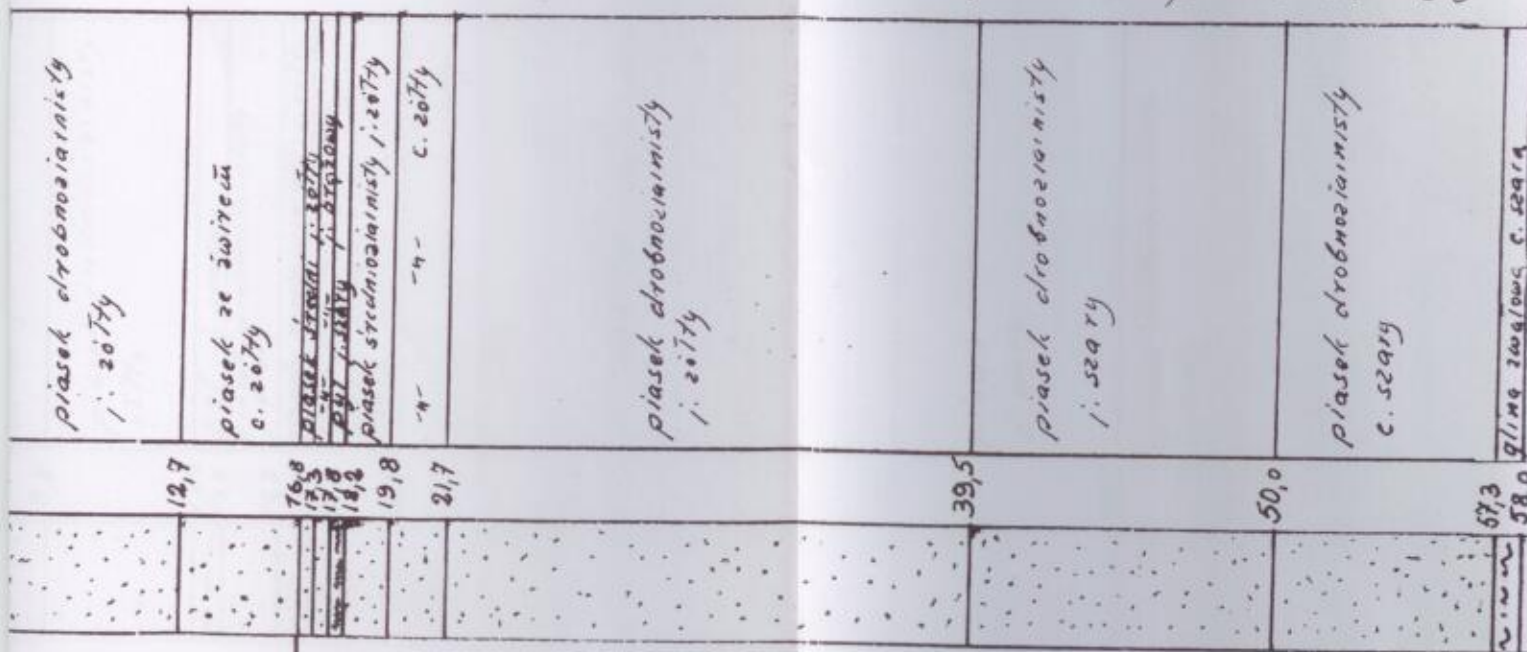 piasek drobnoziarnisty
j. żółty
12,7
piasek ze żwirem
c. żółty
16,8
piasek średni j. żółty
17,3
-"- -"- j. brązowy
17,8
pył j. szary
18,2
piasek średnioziarnisty j. żółty
19,8
-"- -"- c. żółty
21,7
piasek drobnoziarnisty
j. żółty
39,5
piasek drobnoziarnisty
j. szary
50,0
piasek drobnoziarnisty
c. szary
57,3
glina zwałowa c. szara
58,0